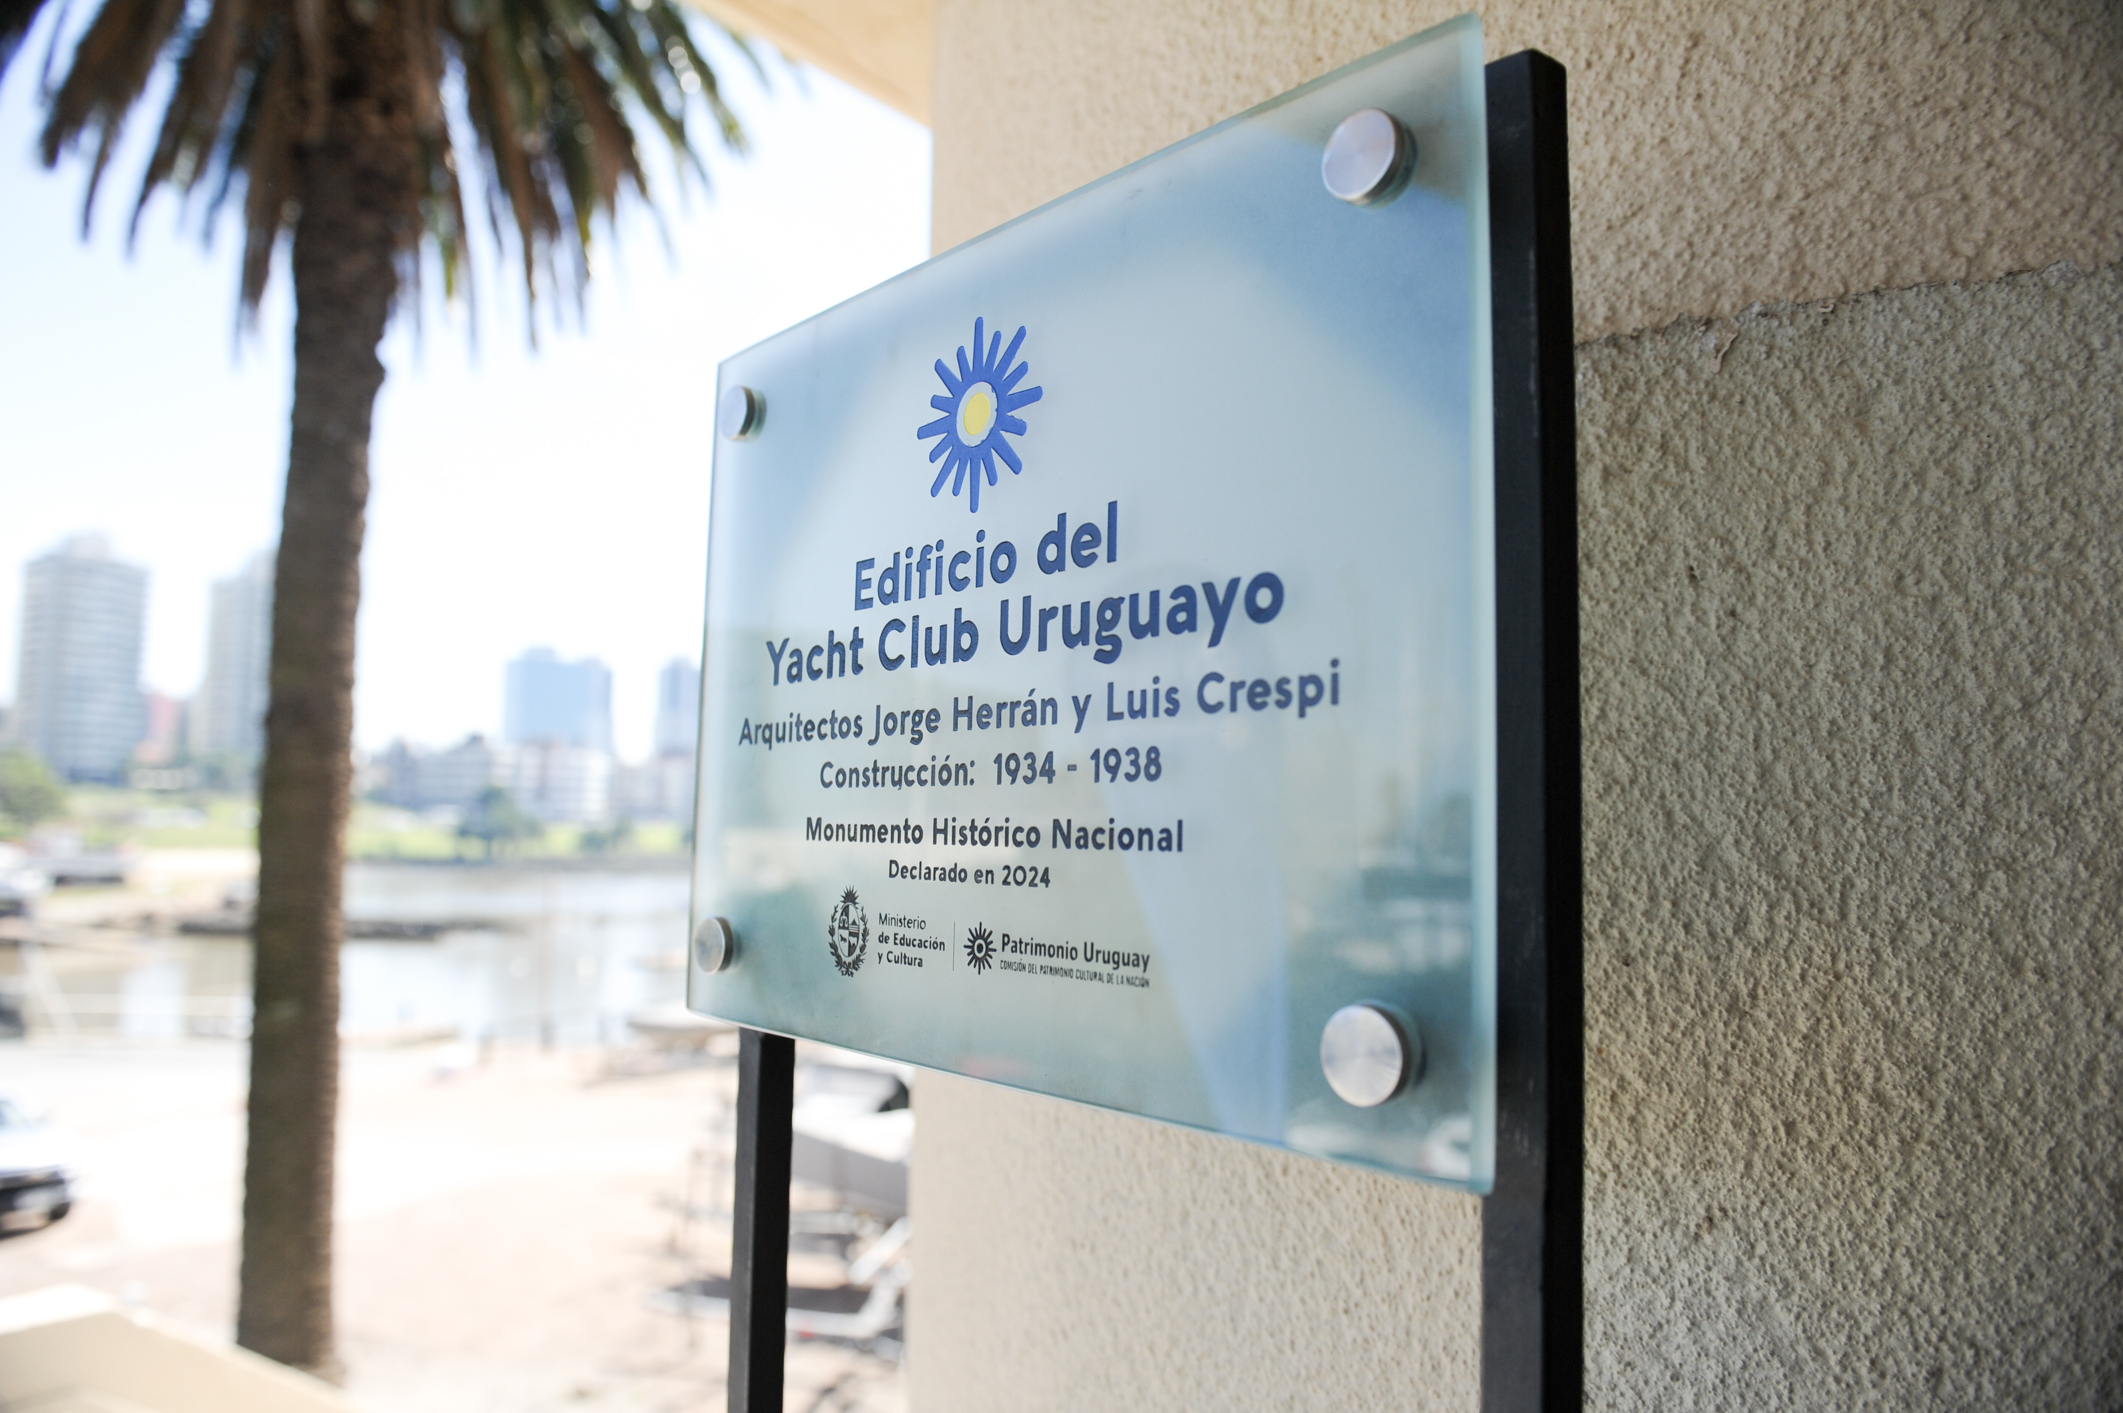 Edificio del
Yacht Club Uruguayo
Arquitectos Jorge Herrán y Luis Crespi
Construcción: 1934 - 1938
Monumento Histórico Nacional
Declarado en 2024
Ministerio
de Educación
y Cultura
Patrimonio Uruguay
COMISIÓN DEL PATRIMONIO CULTURAL DE LA NACIÓN